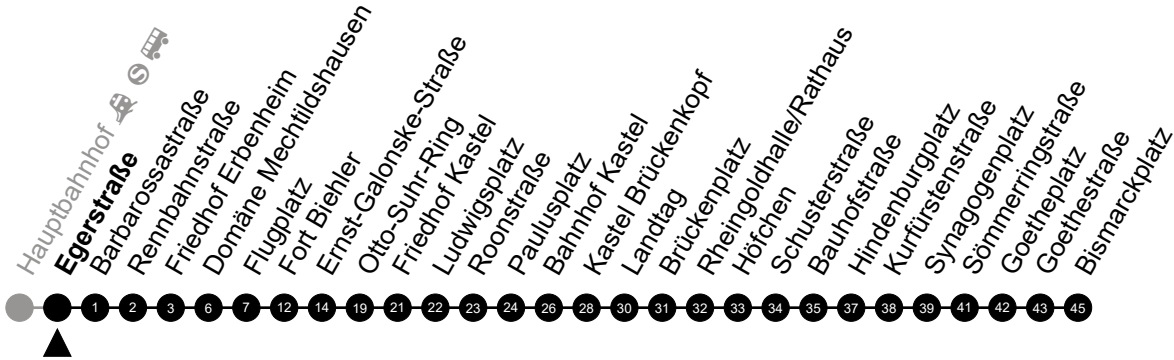 Hauptbahnhof S
Egerstraße
Barbarossastraße
Rennbahnstraße
Friedhof Erbenheim
Domäne Mechtildshausen
Flugplatz
Fort Biehler
Ernst-Galonske-Straße
Otto-Suhr-Ring
Friedhof Kastel
Ludwigsplatz
Roonstraße
Paulusplatz
Bahnhof Kastel
Kastel Brückenkopf
Landtag
Brückenplatz
Rheingoldhalle/Rathaus
Höfchen
Schusterstraße
Bauhofstraße
Hindenburgplatz
Kurfürstenstraße
Synagogenplatz
Sömmerringstraße
Goetheplatz
Goethestraße
Bismarckplatz
1 2 3 6 7 12 14 19 21 22 23 24 26 28 30 31 32 33 34 35 37 38 39 41 42 43 45